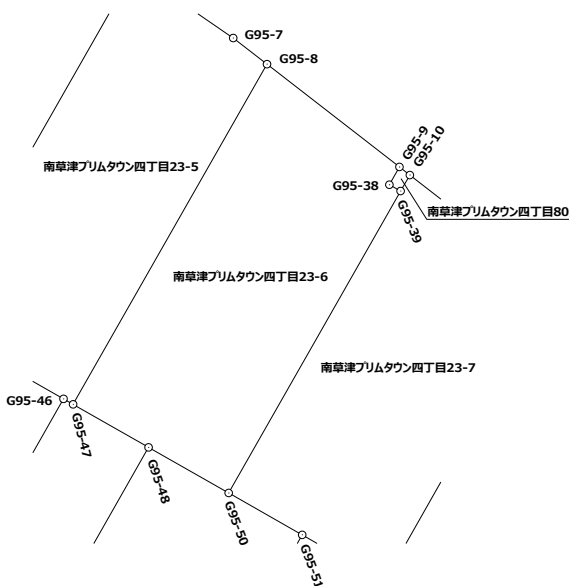 G95-7
G95-8
G95-9
G95-10
南草津プリムタウン四丁目23-5
G95-38
G95-39
南草津プリムタウン四丁目80
南草津プリムタウン四丁目23-6
南草津プリムタウン四丁目23-7
G95-46
G95-47
G95-48
G95-50
G95-51